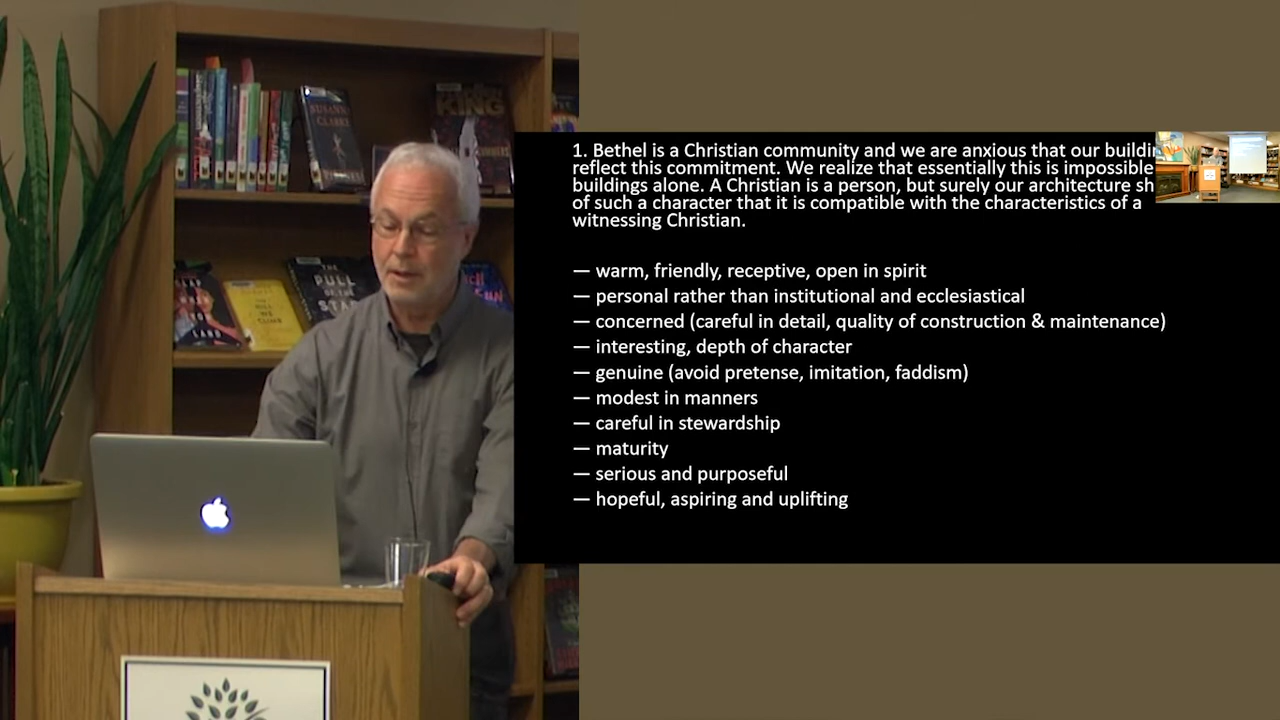 SUSANNA
CLARKE
KING
THE
PULL
OF THE
1. Bethel is a Christian community and we are anxious that our
reflect this commitment. We realize that essentially this is impossible
buildings alone. A Christian is a person, but surely our architecture
of such a character that it is compatible with the characteristics of a
witnessing Christian.
— warm, friendly, receptive, open in spirit
— personal rather than institutional and ecclesiastical
— concerned (careful in detail, quality of construction & maintenance)
— interesting, depth of character
— genuine (avoid pretense, imitation, faddism)
— modest in manners
— careful in stewardship
— maturity
— serious and purposeful
— hopeful, aspiring and uplifting